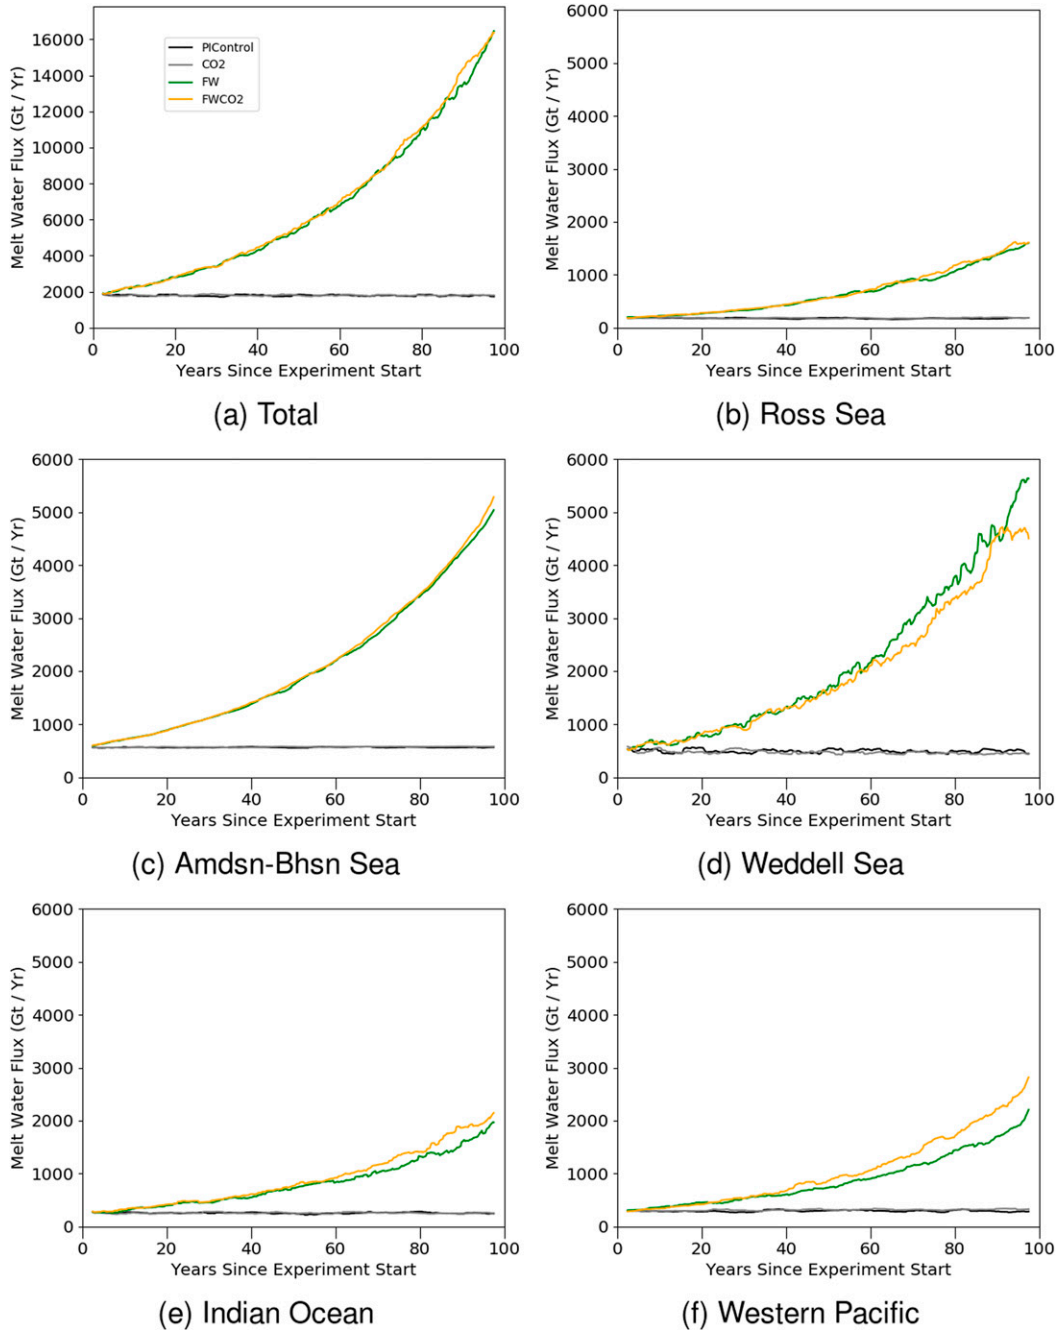 16000
14000
12000
10000
8000
6000
4000
2000
0
Melt Water Flux (Gt / Yr)
PIControl
CO2
FW
FWCO2
0 20 40 60 80 100
Years Since Experiment Start
(a) Total
6000
5000
4000
3000
2000
1000
0
Melt Water Flux (Gt / Yr)
0 20 40 60 80 100
Years Since Experiment Start
(b) Ross Sea
6000
5000
4000
3000
2000
1000
0
Melt Water Flux (Gt / Yr)
0 20 40 60 80 100
Years Since Experiment Start
(c) Amdsn-Bhsn Sea
6000
5000
4000
3000
2000
1000
0
Melt Water Flux (Gt / Yr)
0 20 40 60 80 100
Years Since Experiment Start
(d) Weddell Sea
6000
5000
4000
3000
2000
1000
0
Melt Water Flux (Gt / Yr)
0 20 40 60 80 100
Years Since Experiment Start
(e) Indian Ocean
6000
5000
4000
3000
2000
1000
0
Melt Water Flux (Gt / Yr)
0 20 40 60 80 100
Years Since Experiment Start
(f) Western Pacific